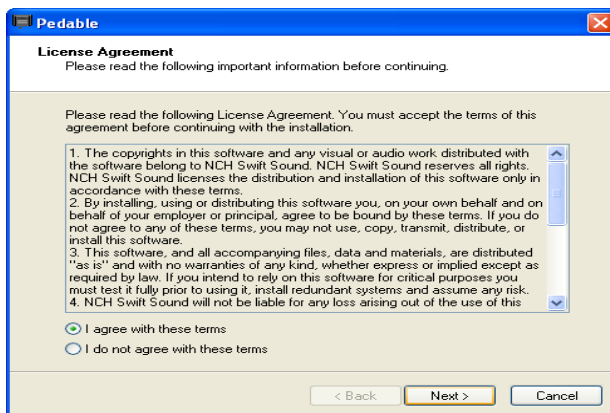 Pedable
License Agreement
Please read the following important information before continuing.
Please read the following License Agreement. You must accept the terms of this
agreement before continuing with the installation.
1. The copyrights in this software and any visual or audio work distributed with
the software belong to NCH Swift Sound. NCH Swift Sound reserves all rights.
NCH Swift Sound licenses the distribution and installation of this software only in
accordance with these terms.
2. By installing, using or distributing this software you, on your own behalf and on
behalf of your employer or principal, agree to be bound by these terms. If you do
not agree to any of these terms, you may not use, copy, transmit, distribute, or
install this software.
3. This software, and all accompanying files, data and materials, are distributed
"as is" and with no warranties of any kind, whether express or implied except as
required by law. If you intend to rely on this software for critical purposes you
must test it fully prior to using it, install redundant systems and assume any risk.
4. NCH Swift Sound will not be liable for any loss arising out of the use of this
I agree with these terms
I do not agree with these terms
< Back Next > Cancel